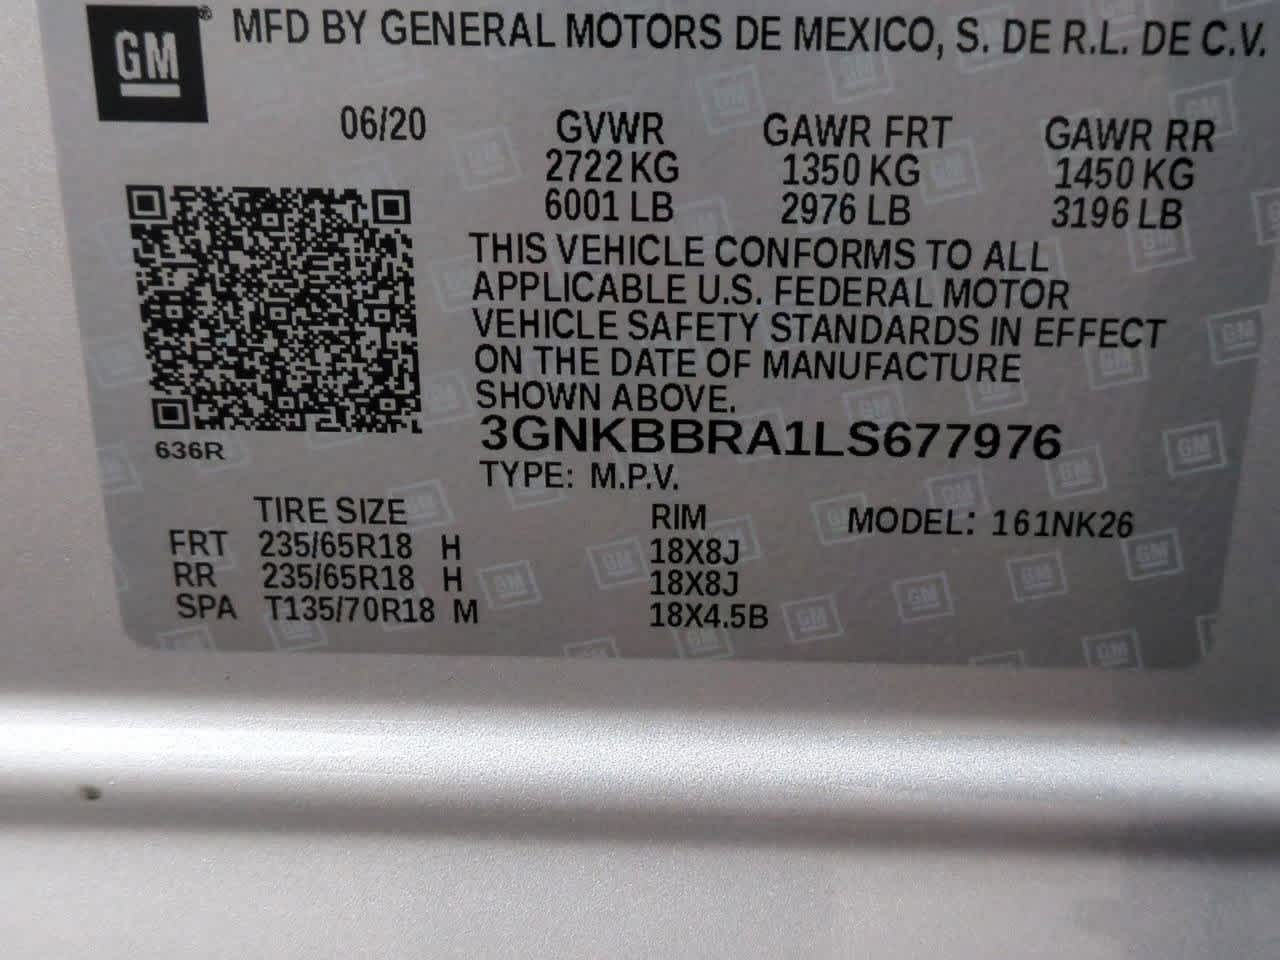 GM® MFD BY GENERAL MOTORS DE MEXICO, S. DE R.L. DE C.V.
06/20 GVWR GAWR FRT GAWR RR
2722 KG 1350 KG 1450 KG
6001 LB 2976 LB 3196 LB
THIS VEHICLE CONFORMS TO ALL
APPLICABLE U.S. FEDERAL MOTOR
VEHICLE SAFETY STANDARDS IN EFFECT
ON THE DATE OF MANUFACTURE
SHOWN ABOVE.
3GNKBBRA1LS677976
636R
TYPE: M.P.V.
TIRE SIZE RIM MODEL: 161NK26
FRT 235/65R18 H 18X8J
RR 235/65R18 H 18X8J
SPA T135/70R18 M 18X4.5B